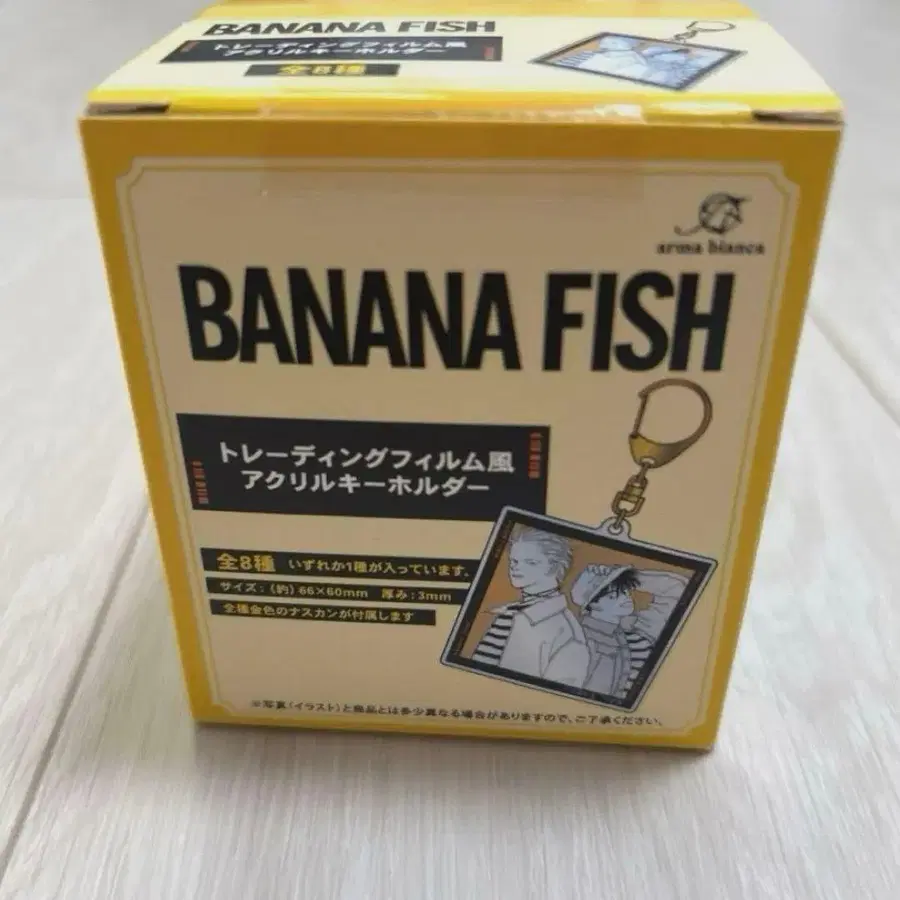 BANANA FISH
トレーディングフィルム風
アクリルキーホルダー
全8種
arma bianca
BANANA FISH
トレーディングフィルム風
アクリルキーホルダー
全8種 いずれか1種が入っています。
サイズ:(約)66×60mm 厚み:3mm
全種金色のナスカンが付属します
※写真(イラスト)と商品とは多少異なる場合がありますので、ご了承ください。